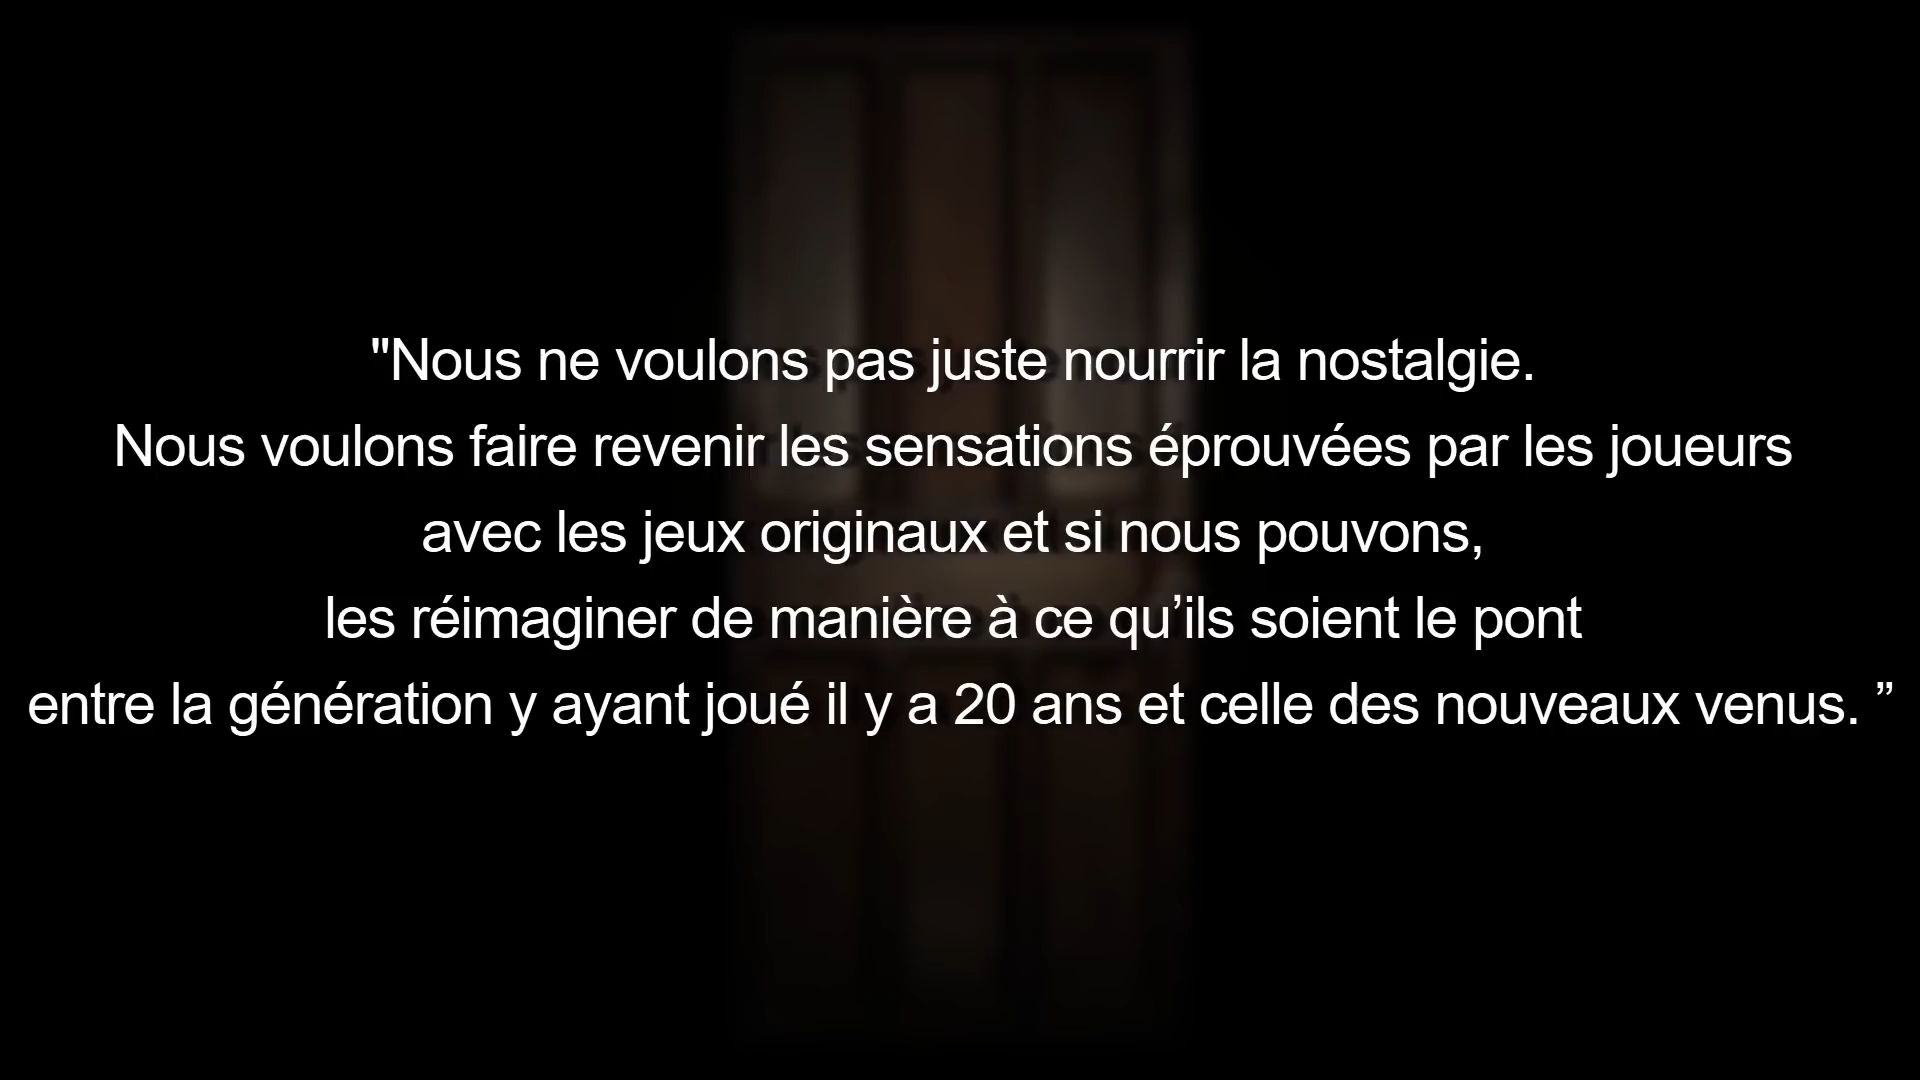 "Nous ne voulons pas juste nourrir la nostalgie.
Nous voulons faire revenir les sensations éprouvées par les joueurs
avec les jeux originaux et si nous pouvons,
les réimaginer de manière à ce qu’ils soient le pont
entre la génération y ayant joué il y a 20 ans et celle des nouveaux venus. ”